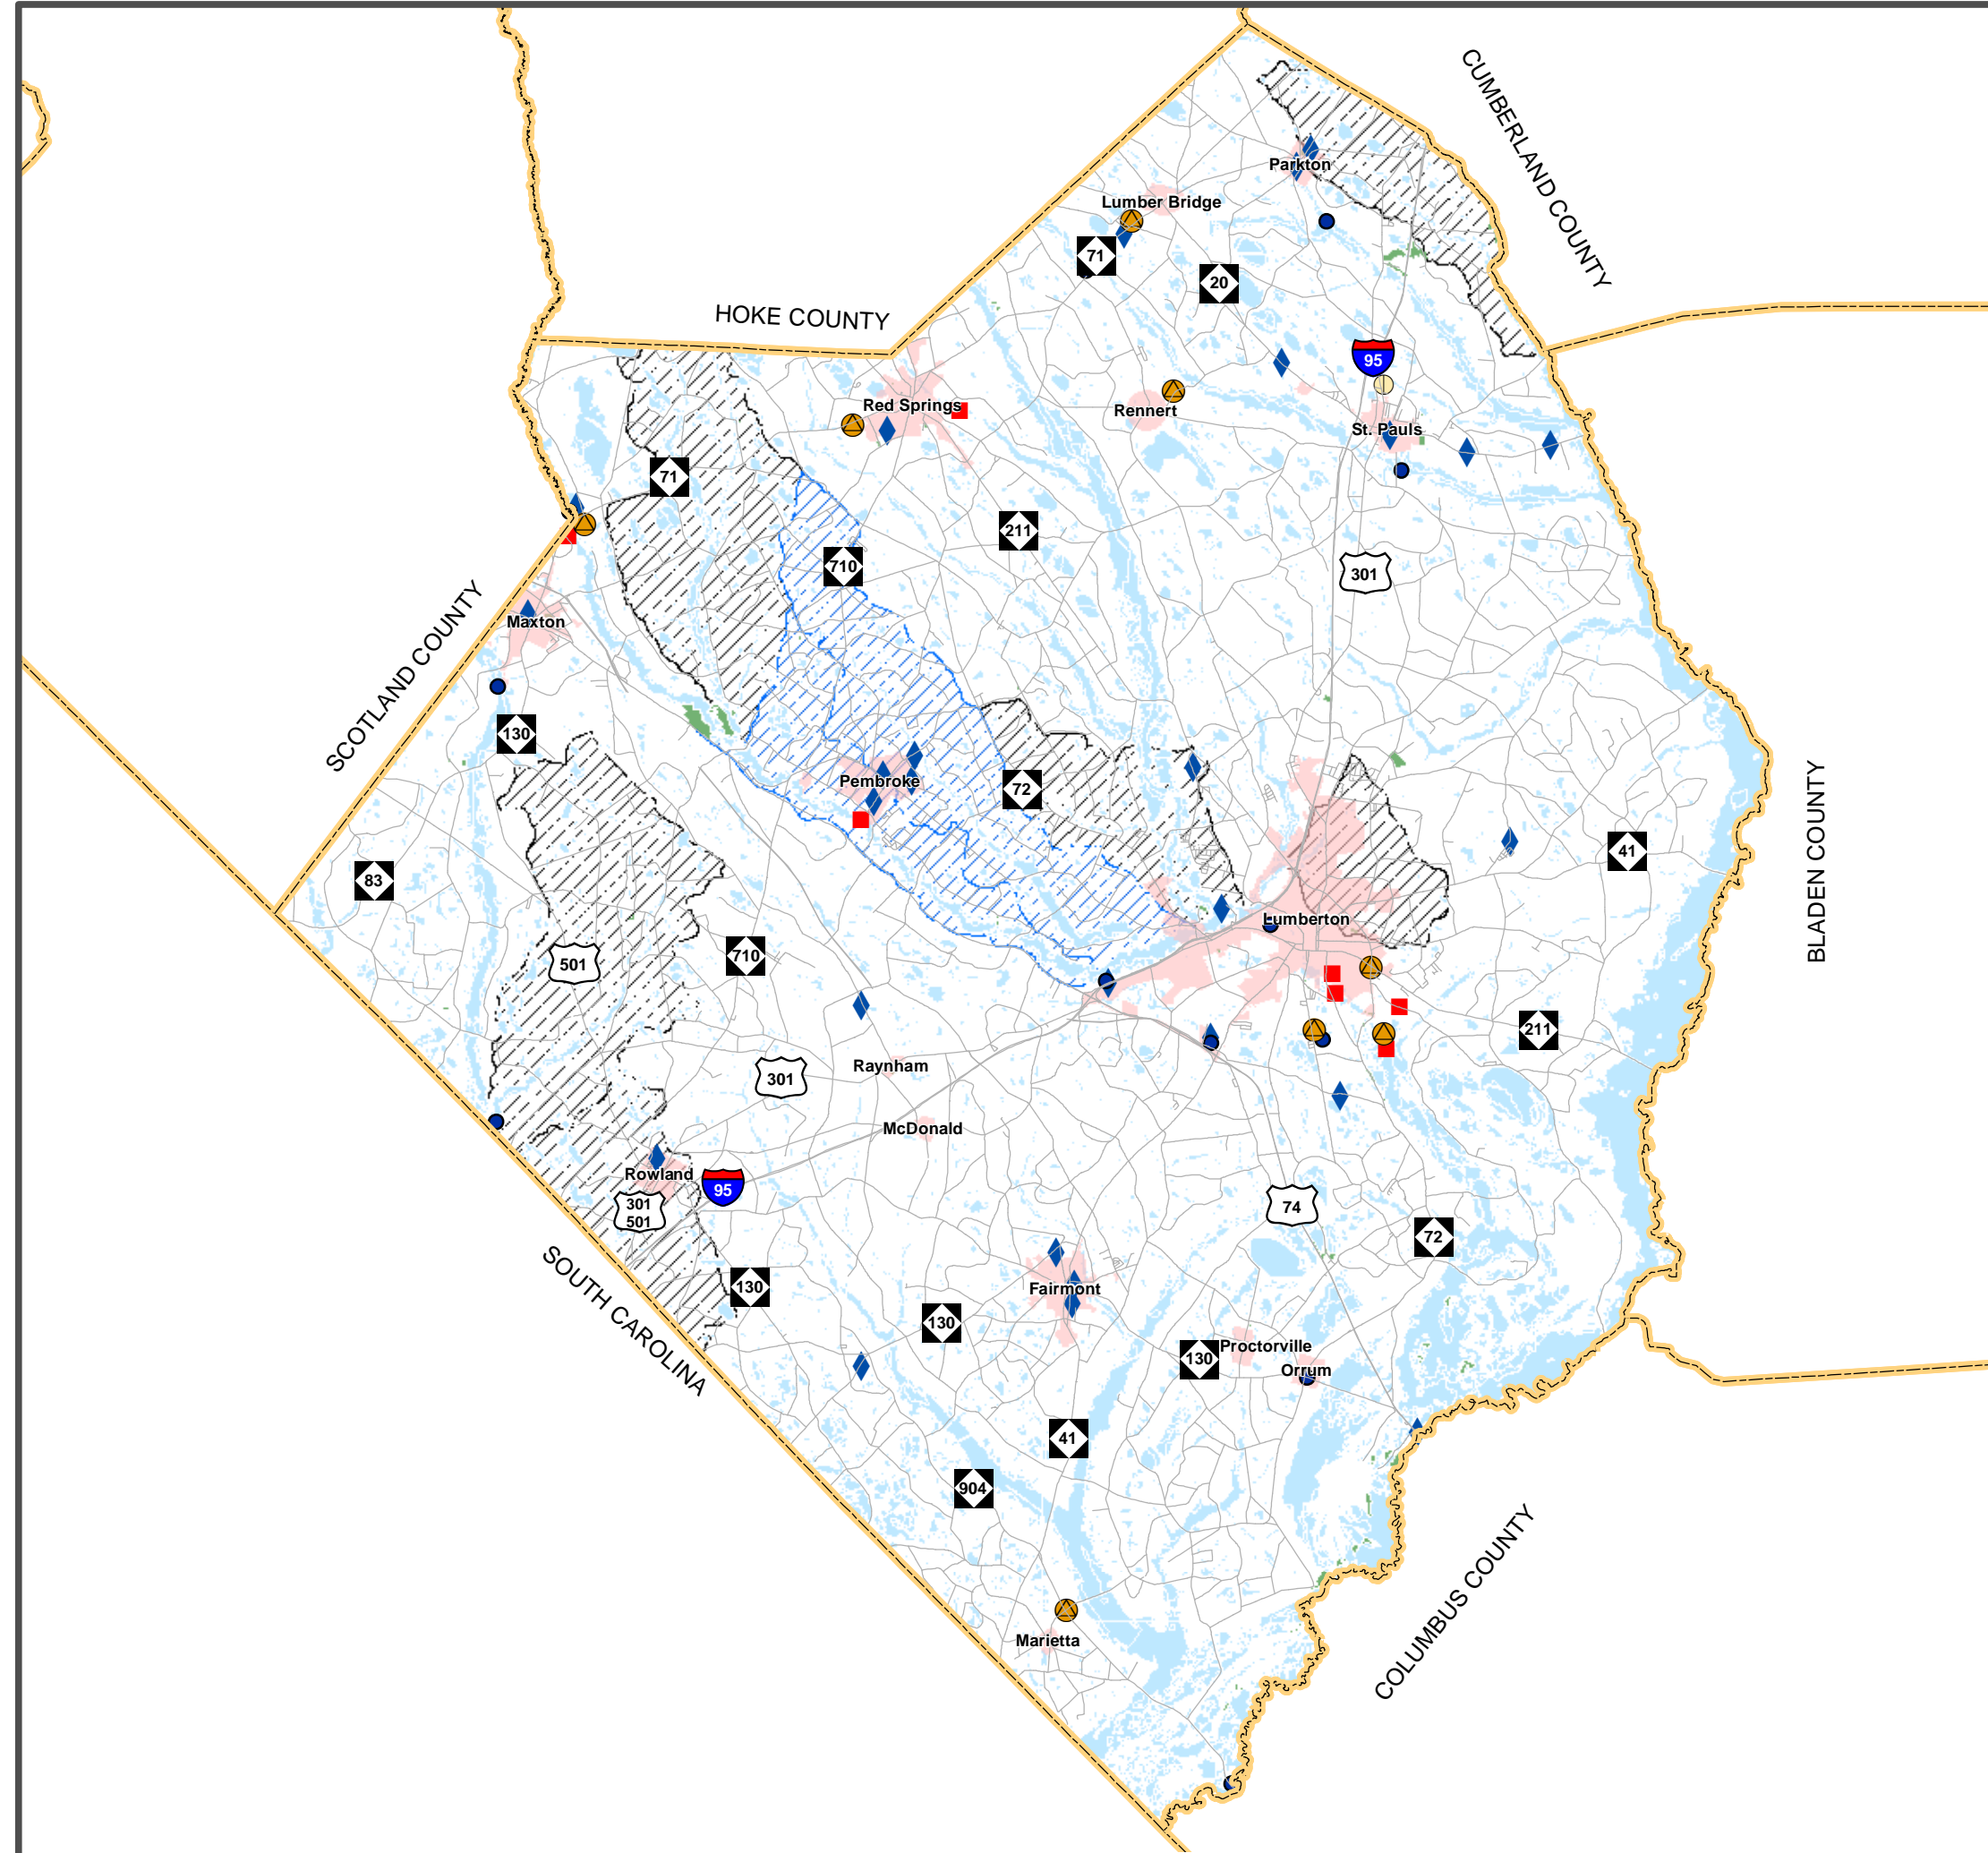 CUMBERLAND COUNTY
Parkton
Lumber Bridge
71
20
HOKE COUNTY
95
Red Springs
Rennert
St. Pauls
71
211
710
301
Maxton
SCOTLAND COUNTY
130
Pembroke
72
41
BLADEN COUNTY
83
Lumberton
501
710
211
Raynham
301
McDonald
Rowland
95
301
501
74
72
SOUTH CAROLINA
130
Fairmont
130
Proctorville
130
Orrum
41
904
COLUMBUS COUNTY
Marietta